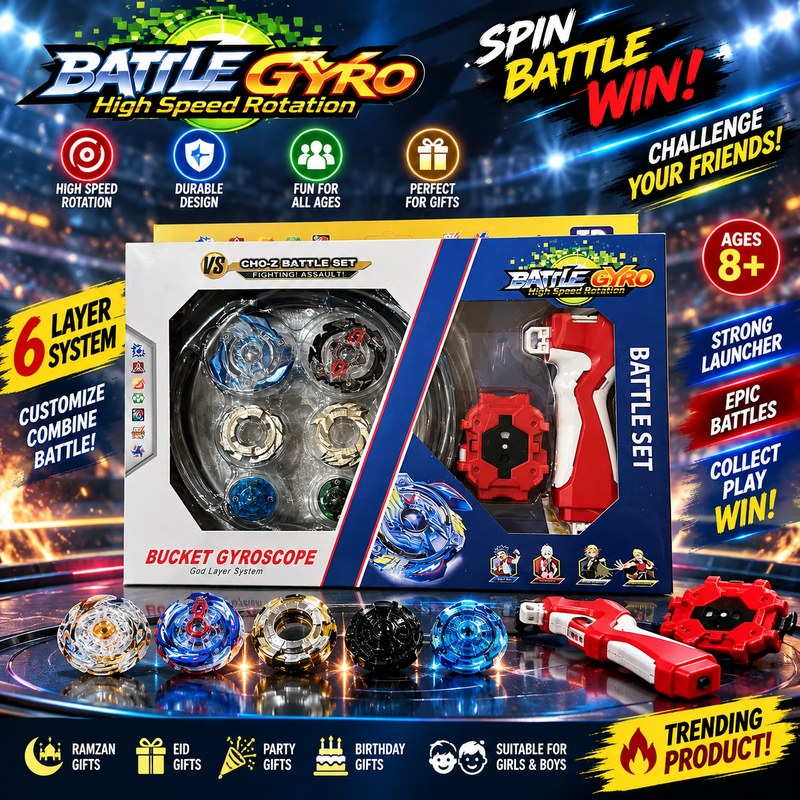 BATTLE GYRO
High Speed Rotation
SPIN
BATTLE
WIN!
CHALLENGE
YOUR FRIENDS!
HIGH SPEED
ROTATION
DURABLE
DESIGN
FUN FOR
ALL AGES
PERFECT
FOR GIFTS
AGES
8+
VS
CHO-Z BATTLE SET
FIGHTING! ASSAULT!
BATTLE GYRO
High Speed Rotation
6 LAYER
SYSTEM
CUSTOMIZE
COMBINE
BATTLE!
STRONG
LAUNCHER
EPIC
BATTLES
COLLECT
PLAY
WIN!
BATTLE SET
BUCKET GYROSCOPE
God Layer System
RAMZAN
GIFTS
EID
GIFTS
PARTY
GIFTS
BIRTHDAY
GIFTS
SUITABLE FOR
GIRLS & BOYS
TRENDING
PRODUCT!